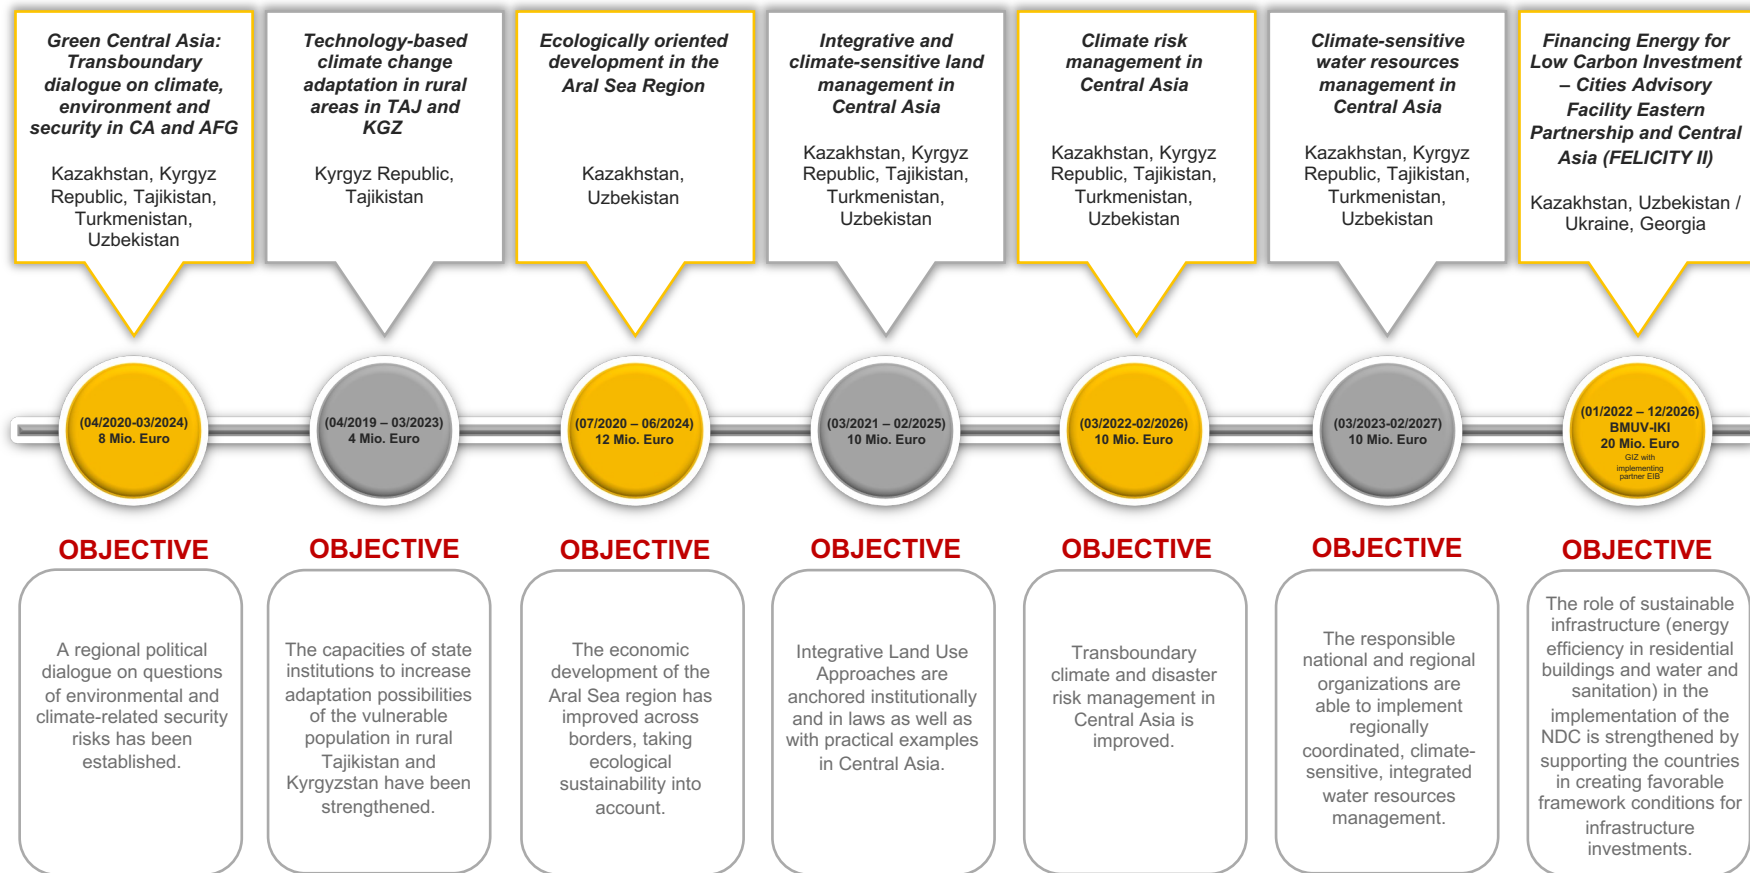 Green Central Asia:
Transboundary
dialogue on climate,
environment and
security in CA and AFG
Kazakhstan, Kyrgyz
Republic, Tajikistan,
Turkmenistan,
Uzbekistan
Technology-based
climate change
adaptation in rural
areas in TAJ and
KGZ
Kyrgyz Republic,
Tajikistan
Ecologically oriented
development in the
Aral Sea Region
Kazakhstan,
Uzbekistan
Integrative and
climate-sensitive land
management in
Central Asia
Kazakhstan, Kyrgyz
Republic, Tajikistan,
Turkmenistan,
Uzbekistan
Climate risk
management in
Central Asia
Kazakhstan, Kyrgyz
Republic, Tajikistan,
Turkmenistan,
Uzbekistan
Climate-sensitive
water resources
management in
Central Asia
Kazakhstan, Kyrgyz
Republic, Tajikistan,
Turkmenistan,
Uzbekistan
Financing Energy for
Low Carbon Investment
– Cities Advisory
Facility Eastern
Partnership and Central
Asia (FELICITY II)
Kazakhstan, Uzbekistan /
Ukraine, Georgia
(04/2020-03/2024)
8 Mio. Euro
(04/2019 – 03/2023)
4 Mio. Euro
(07/2020 – 06/2024)
12 Mio. Euro
(03/2021 – 02/2025)
10 Mio. Euro
(03/2022-02/2026)
10 Mio. Euro
(03/2023-02/2027)
10 Mio. Euro
(01/2022 – 12/2026)
BMUV-IKI
20 Mio. Euro
GIZ with
implementing
partner EIB
OBJECTIVE
A regional political
dialogue on questions
of environmental and
climate-related security
risks has been
established.
OBJECTIVE
The capacities of state
institutions to increase
adaptation possibilities
of the vulnerable
population in rural
Tajikistan and
Kyrgyzstan have been
strengthened.
OBJECTIVE
The economic
development of the
Aral Sea region has
improved across
borders, taking
ecological
sustainability into
account.
OBJECTIVE
Integrative Land Use
Approaches are
anchored institutionally
and in laws as well as
with practical examples
in Central Asia.
OBJECTIVE
Transboundary
climate and disaster
risk management in
Central Asia is
improved.
OBJECTIVE
The responsible
national and regional
organizations are
able to implement
regionally
coordinated, climate-
sensitive, integrated
water resources
management.
OBJECTIVE
The role of sustainable
infrastructure (energy
efficiency in residential
buildings and water and
sanitation) in the
implementation of the
NDC is strengthened by
supporting the countries
in creating favorable
framework conditions for
infrastructure
investments.